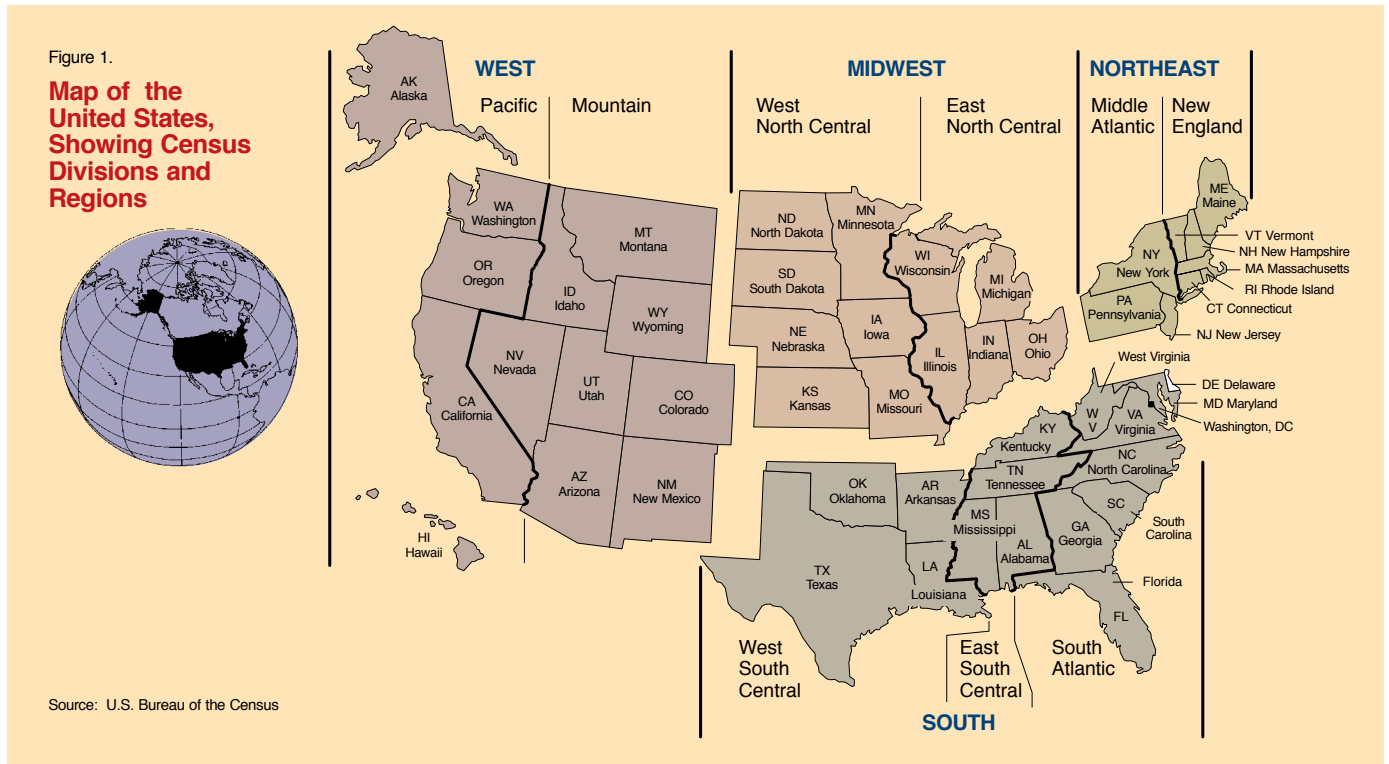 Figure 1.
Map of the
United States,
Showing Census
Divisions and
Regions
Source: U.S. Bureau of the Census
WEST
Pacific
Mountain
MIDWEST
West
North Central
East
North Central
NORTHEAST
Middle
Atlantic
New
England
AK
Alaska
WA
Washington
OR
Oregon
CA
California
HI
Hawaii
MT
Montana
ID
Idaho
WY
Wyoming
NV
Nevada
UT
Utah
CO
Colorado
AZ
Arizona
NM
New Mexico
ND
North Dakota
SD
South Dakota
NE
Nebraska
KS
Kansas
MN
Minnesota
IA
Iowa
MO
Missouri
WI
Wisconsin
MI
Michigan
IL
Illinois
IN
Indiana
OH
Ohio
ME
Maine
VT Vermont
NH New Hampshire
MA Massachusetts
RI Rhode Island
CT Connecticut
NY
New York
PA
Pennsylvania
NJ New Jersey
West Virginia
DE Delaware
MD Maryland
Washington, DC
W
V
VA
Virginia
KY
Kentucky
NC
North Carolina
TN
Tennessee
SC
South
Carolina
OK
Oklahoma
AR
Arkansas
MS
Mississippi
AL
Alabama
GA
Georgia
TX
Texas
LA
Louisiana
Florida
FL
West
South
Central
East
South
Central
South
Atlantic
SOUTH